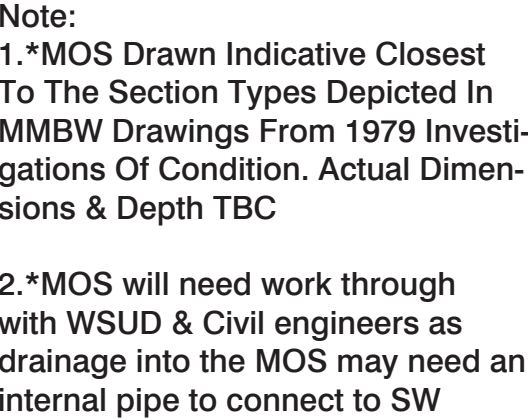 Note:
1.*MOS Drawn Indicative Closest
To The Section Types Depicted In
MMBW Drawings From 1979 Investi-
gations Of Condition. Actual Dimen-
sions & Depth TBC
2.*MOS will need work through
with WSUD & Civil engineers as
drainage into the MOS may need an
internal pipe to connect to SW